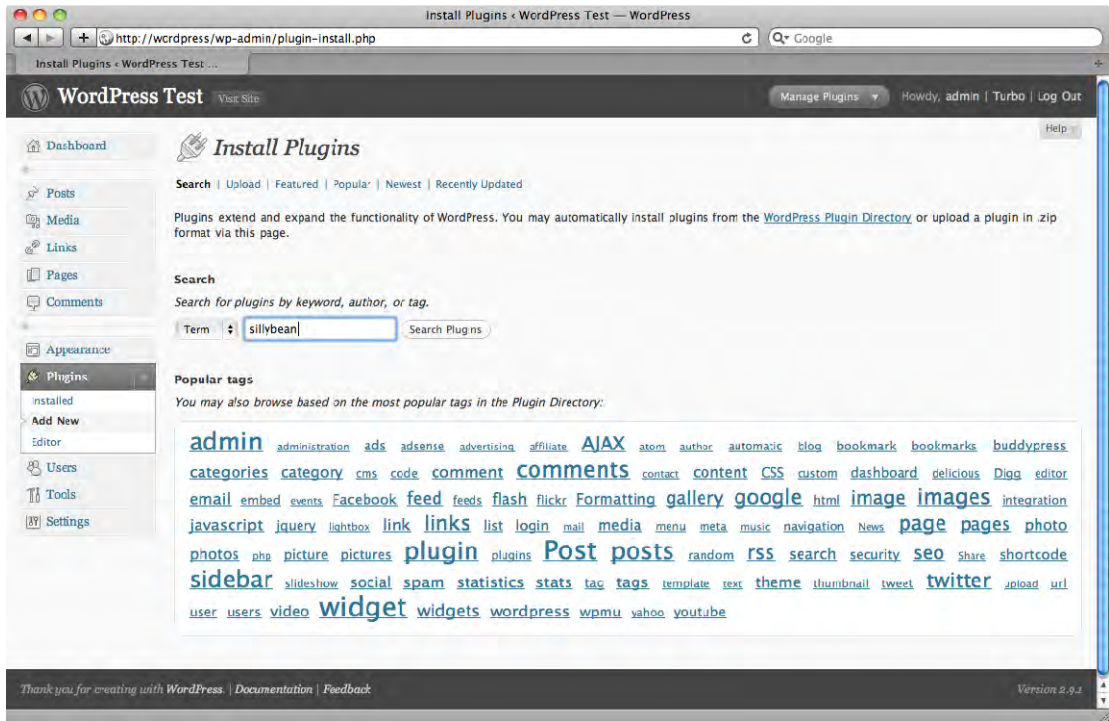 Install Plugins ‹ WordPress Test — WordPress
http://wordpress/wp-admin/plugin-install.php
Google
Install Plugins ‹ WordPress Test ...
WordPress Test Visit Site
Manage Plugins
Howdy, admin | Turbo | Log Out
Help
Dashboard
Posts
Media
Links
Pages
Comments
Appearance
Plugins
Installed
Add New
Editor
Users
Tools
Settings
Install Plugins
Search | Upload | Featured | Popular | Newest | Recently Updated
Plugins extend and expand the functionality of WordPress. You may automatically install plugins from the WordPress Plugin Directory or upload a plugin in .zip
format via this page.
Search
Search for plugins by keyword, author, or tag.
Term sillybean Search Plugins
Popular tags
You may also browse based on the most popular tags in the Plugin Directory:
admin administration ads adsense advertising affiliate AJAX atom author automatic blog bookmark bookmarks buddypress
categories category cms code comment comments contact content CSS custom dashboard delicious Digg editor
email embed events Facebook feed feeds flash flickr Formatting gallery google html image images integration
javascript jquery lightbox link links list login mail media menu meta music navigation News page pages photo
photos php picture pictures plugin plugins Post posts random rss search security seo Share shortcode
sidebar slideshow social spam statistics stats tag tags template text theme thumbnail tweet twitter upload url
user users video widget widgets wordpress wpmu yahoo youtube
Thank you for creating with WordPress. | Documentation | Feedback
Version 2.9.1